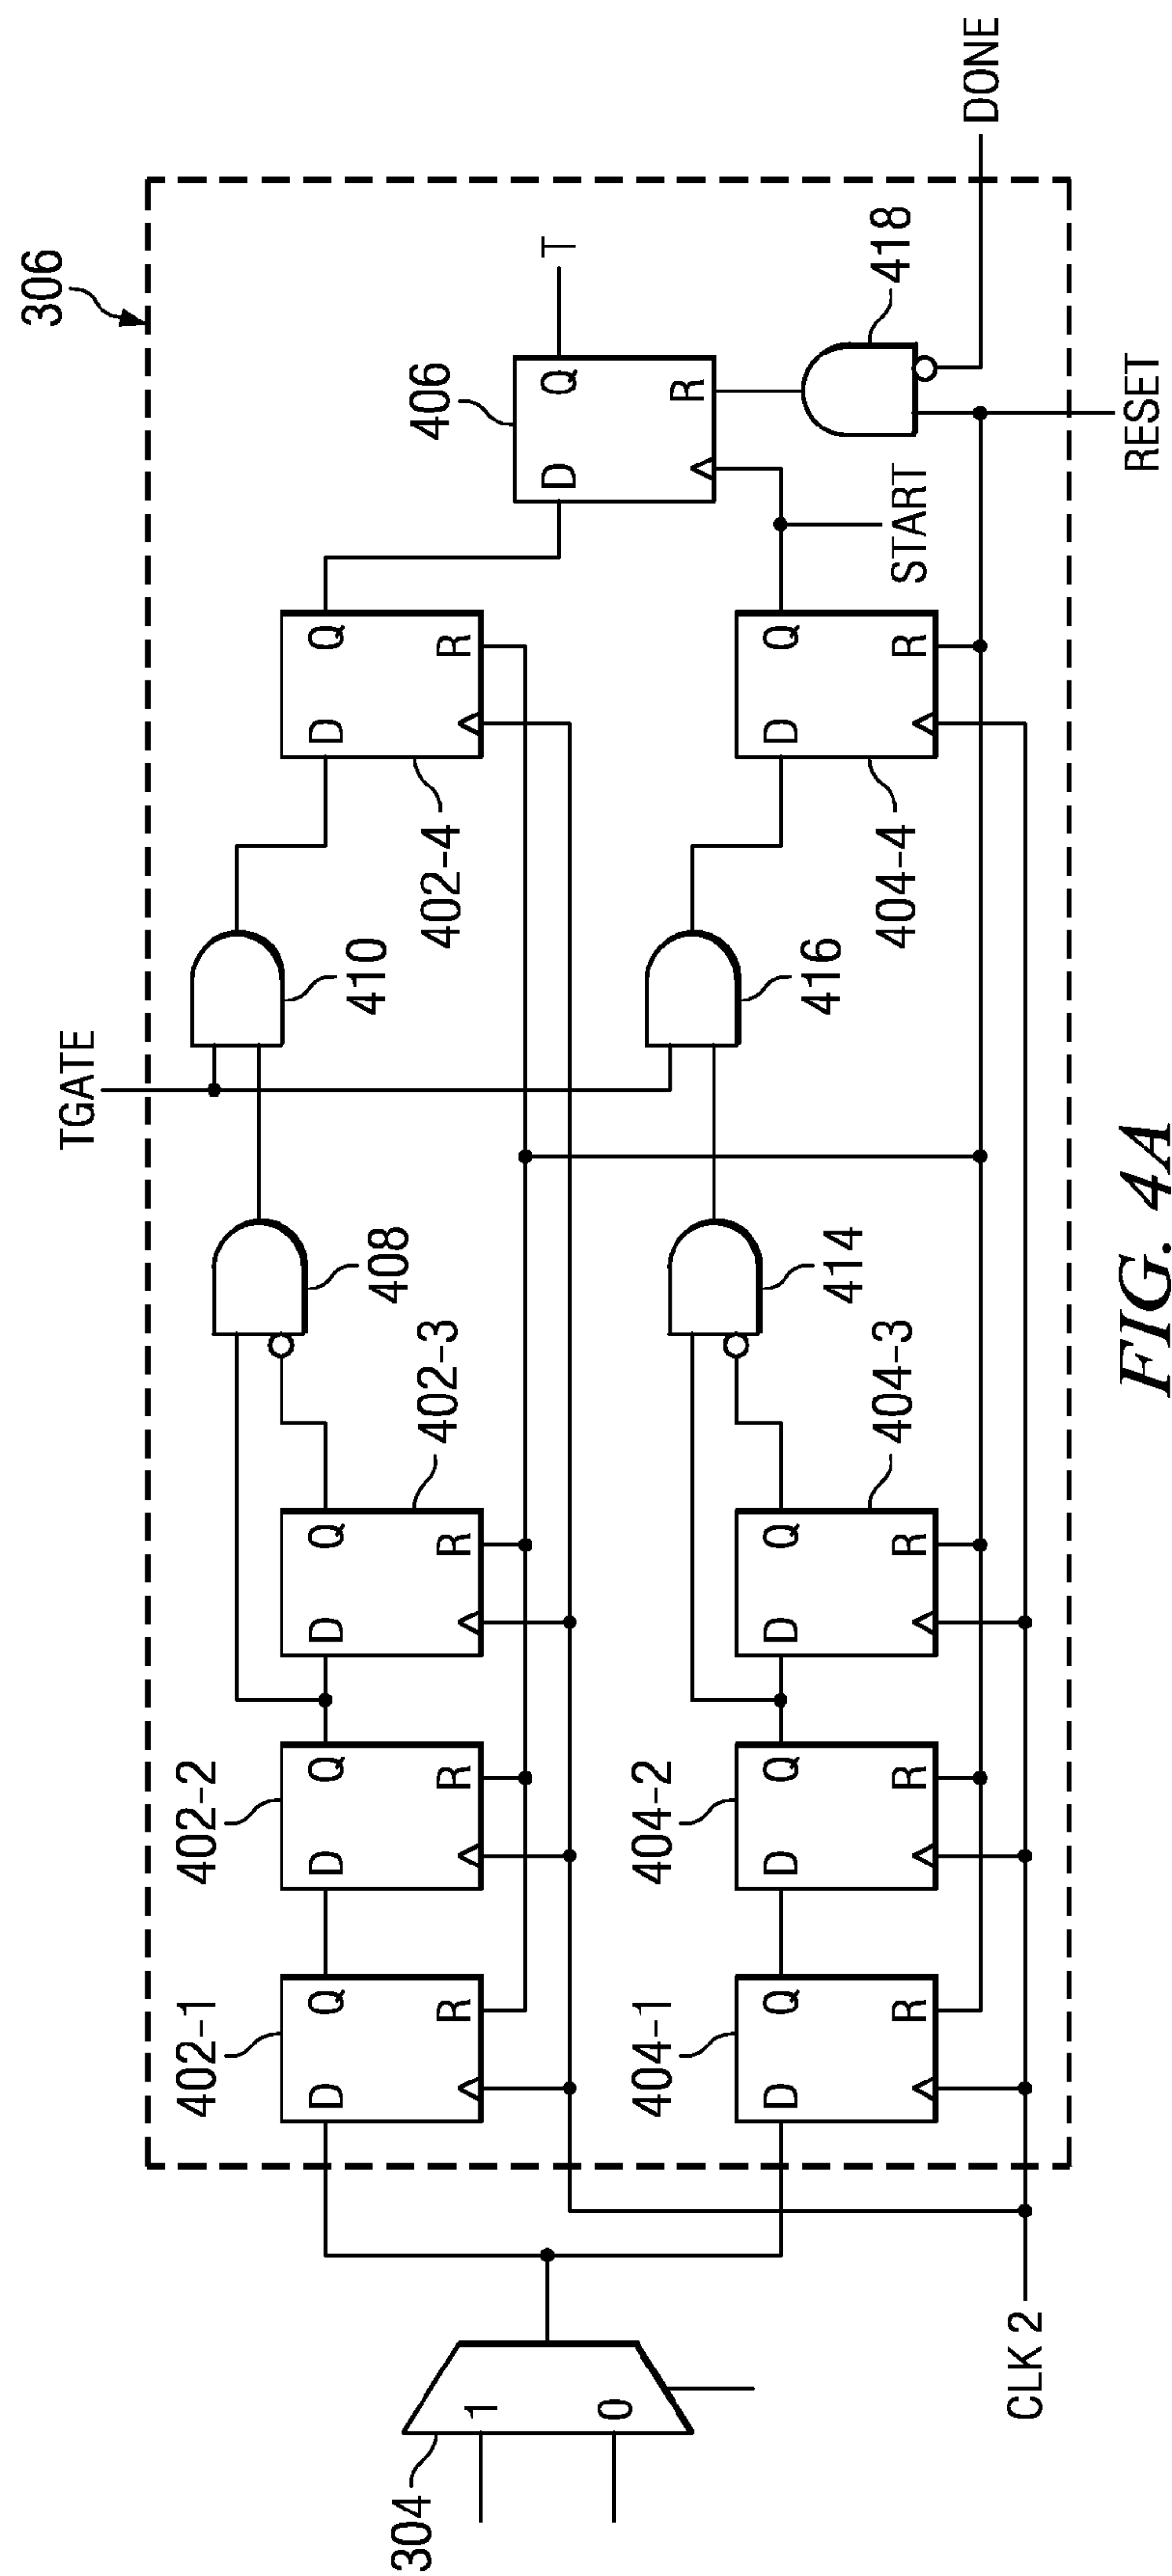 306
TGATE
DONE
402-1
402-2
408
410
406
D Q
R
D Q
R
D Q
R
D Q
R
D Q
R
T
402-3
402-4
304
1
0
404-1
404-2
414
416
418
D Q
R
D Q
R
D Q
R
D Q
R
START
404-3
404-4
CLK 2
RESET
FIG. 4A